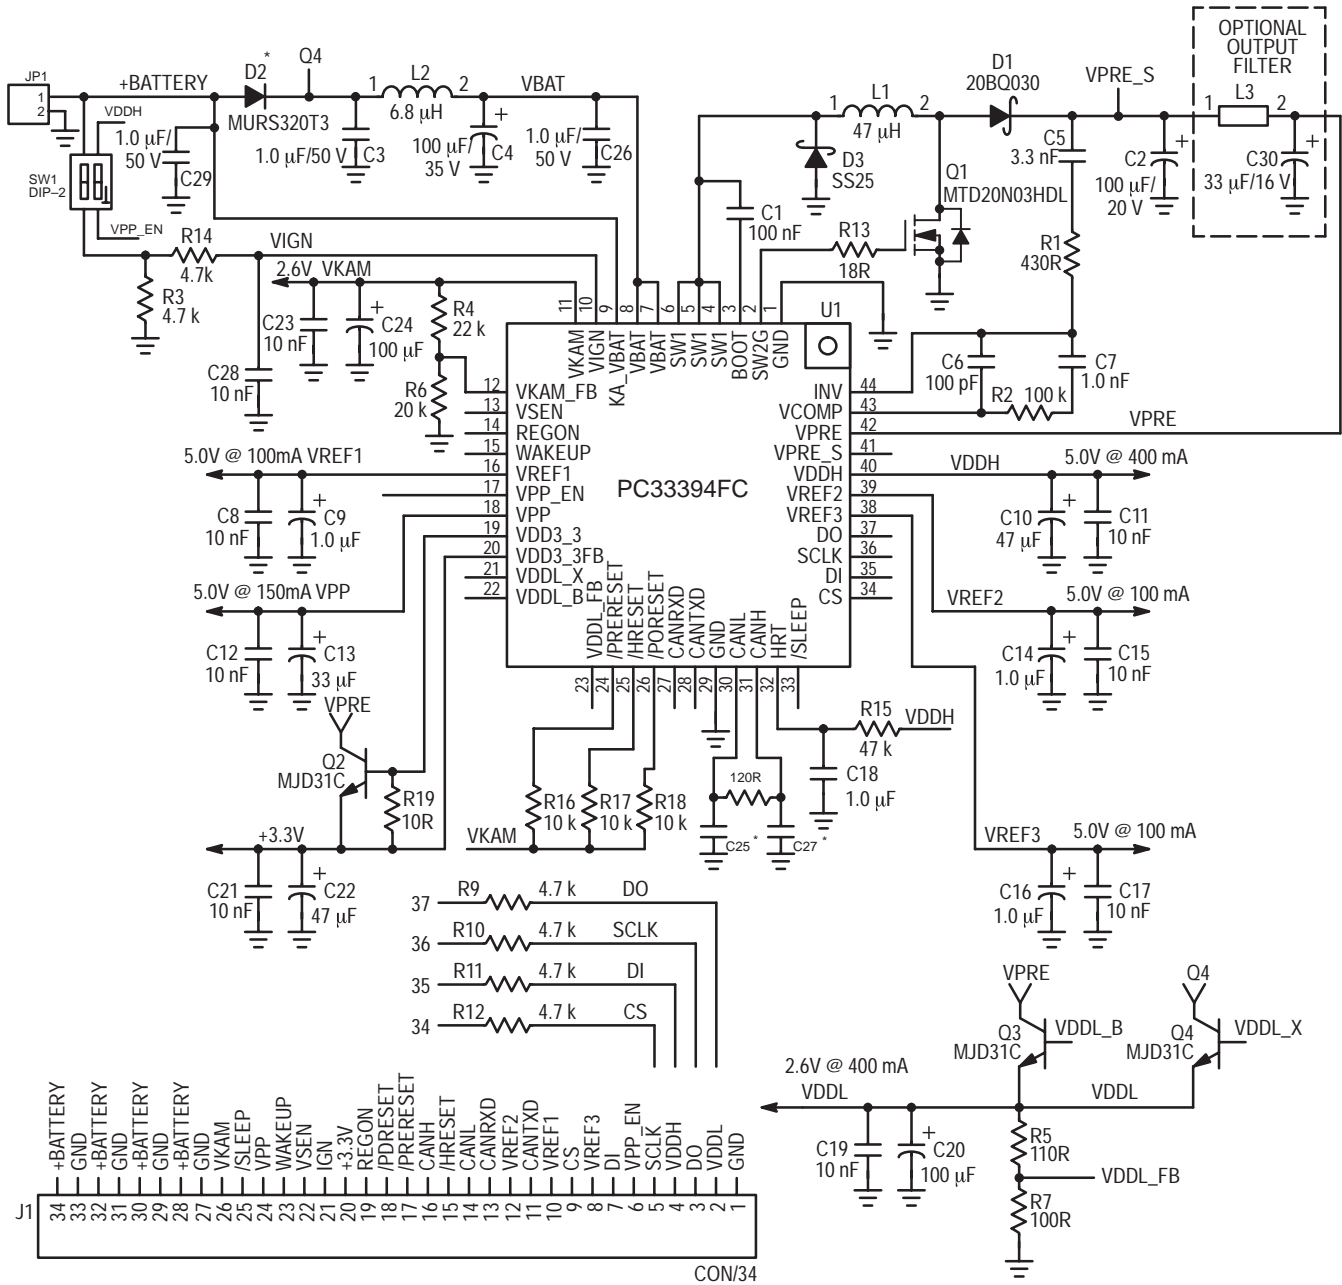 OPTIONAL
OUTPUT
FILTER
JP1
1
2
+BATTERY
D2
*
MURS320T3
Q4
1
L2
2
6.8 µH
VBAT
VDDH
1.0 µF/
50 V
C29
SW1
DIP–2
VPP_EN
1.0 µF/50 V
C3
100 µF/
35 V
C4
1.0 µF/
50 V
C26
1
L1
2
47 µH
D1
20BQ030
VPRE_S
1
L3
2
D3
SS25
Q1
MTD20N03HDL
C5
3.3 nF
C2
100 µF/
20 V
C30
33 µF/16 V
C1
100 nF
R13
18R
R1
430R
R14
4.7k
VIGN
R3
4.7 k
2.6V VKAM
C23
10 nF
C24
100 µF
R4
22 k
C28
10 nF
R6
20 k
11
10
9
8
7
6
5
4
3
2
1
VKAM
VIGN
KA_VBAT
VBAT
VBAT
SW1
SW1
SW1
BOOT
SW2G
GND
U1
C6
100 pF
C7
1.0 nF
R2
100 k
VPRE
12 VKAM_FB
13 VSEN
14 REGON
15 WAKEUP
16 VREF1
17 VPP_EN
18 VPP
19 VDD3_3
20 VDD3_3FB
21 VDDL_X
22 VDDL_B
PC33394FC
INV 44
VCOMP 43
VPRE 42
VPRE_S 41
VDDH 40
VREF2 39
VREF3 38
DO 37
SCLK 36
DI 35
CS 34
VDDL_FB
/PRERESET
/HRESET
/PORESET
CANRXD
CANTXD
GND
CANL
CANH
HRT
/SLEEP
23
24
25
26
27
28
29
30
31
32
33
5.0V @ 100mA VREF1
C8
10 nF
C9
1.0 µF
5.0V @ 150mA VPP
C12
10 nF
C13
33 µF
VDDH
5.0V @ 400 mA
C10
47 µF
C11
10 nF
VREF2
5.0V @ 100 mA
C14
1.0 µF
C15
10 nF
VPRE
Q2
MJD31C
R19
10R
+3.3V
C21
10 nF
C22
47 µF
R16
10 k
R17
10 k
R18
10 k
VKAM
120R
C25 *
C27 *
R15
47 k
VDDH
C18
1.0 µF
VREF3
5.0V @ 100 mA
C16
1.0 µF
C17
10 nF
37 R9 4.7 k DO
36 R10 4.7 k SCLK
35 R11 4.7 k DI
34 R12 4.7 k CS
VPRE
Q3
MJD31C
VDDL_B
Q4
Q4
MJD31C
VDDL_X
2.6V @ 400 mA
VDDL
VDDL
C19
10 nF
C20
100 µF
R5
110R
VDDL_FB
R7
100R
+BATTERY
GND
+BATTERY
GND
+BATTERY
GND
+BATTERY
GND
VKAM
/SLEEP
VPP
WAKEUP
VSEN
IGN
+3.3V
REGON
/PDRESET
/PRERESET
CANH
/HRESET
CANL
CANRXD
VREF2
CANTXD
VREF1
CS
VREF3
DI
VPP_EN
SCLK
VDDH
DO
VDDL
GND
J1
34
33
32
31
30
29
28
27
26
25
24
23
22
21
20
19
18
17
16
15
14
13
12
11
10
9
8
7
6
5
4
3
2
1
CON/34